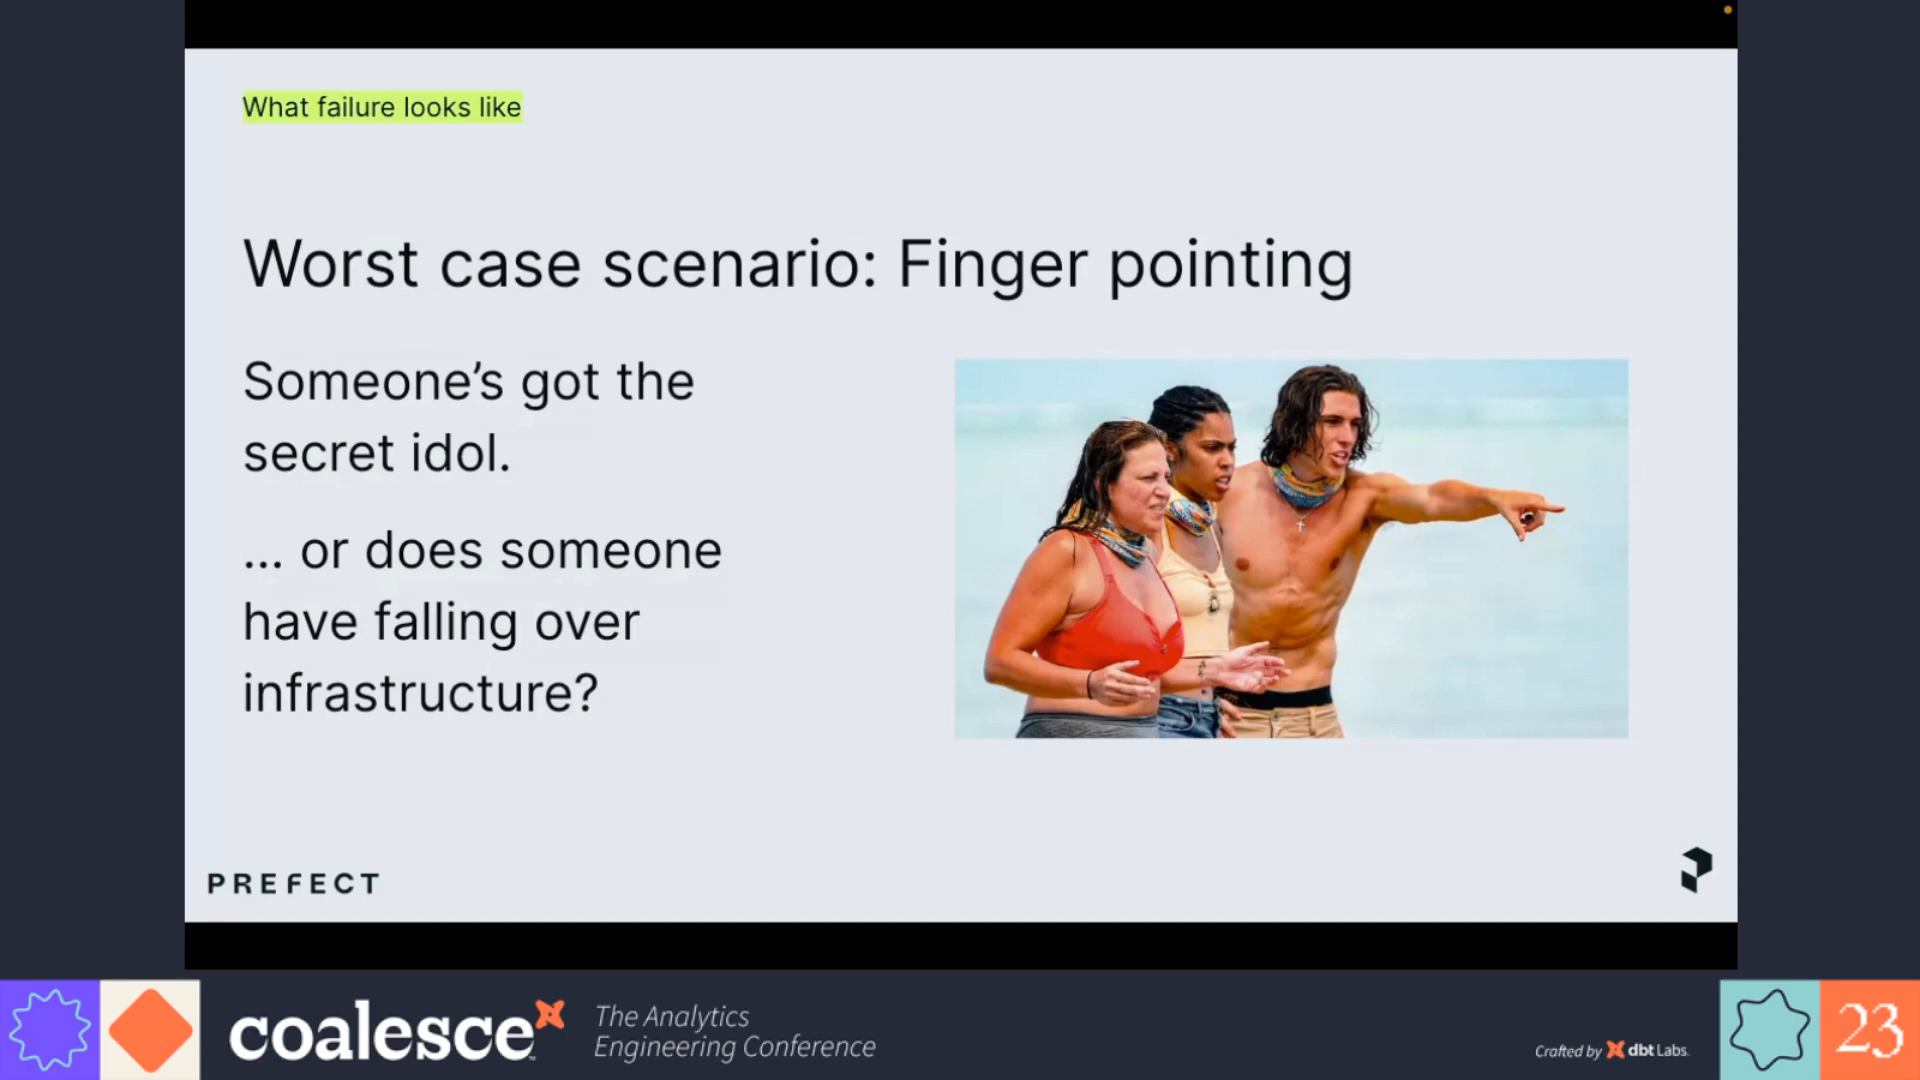 What failure looks like
Worst case scenario: Finger pointing
Someone’s got the
secret idol.
... or does someone
have falling over
infrastructure?
PREFECT
coalesce
The Analytics
Engineering Conference
Crafted by dbt Labs.
23